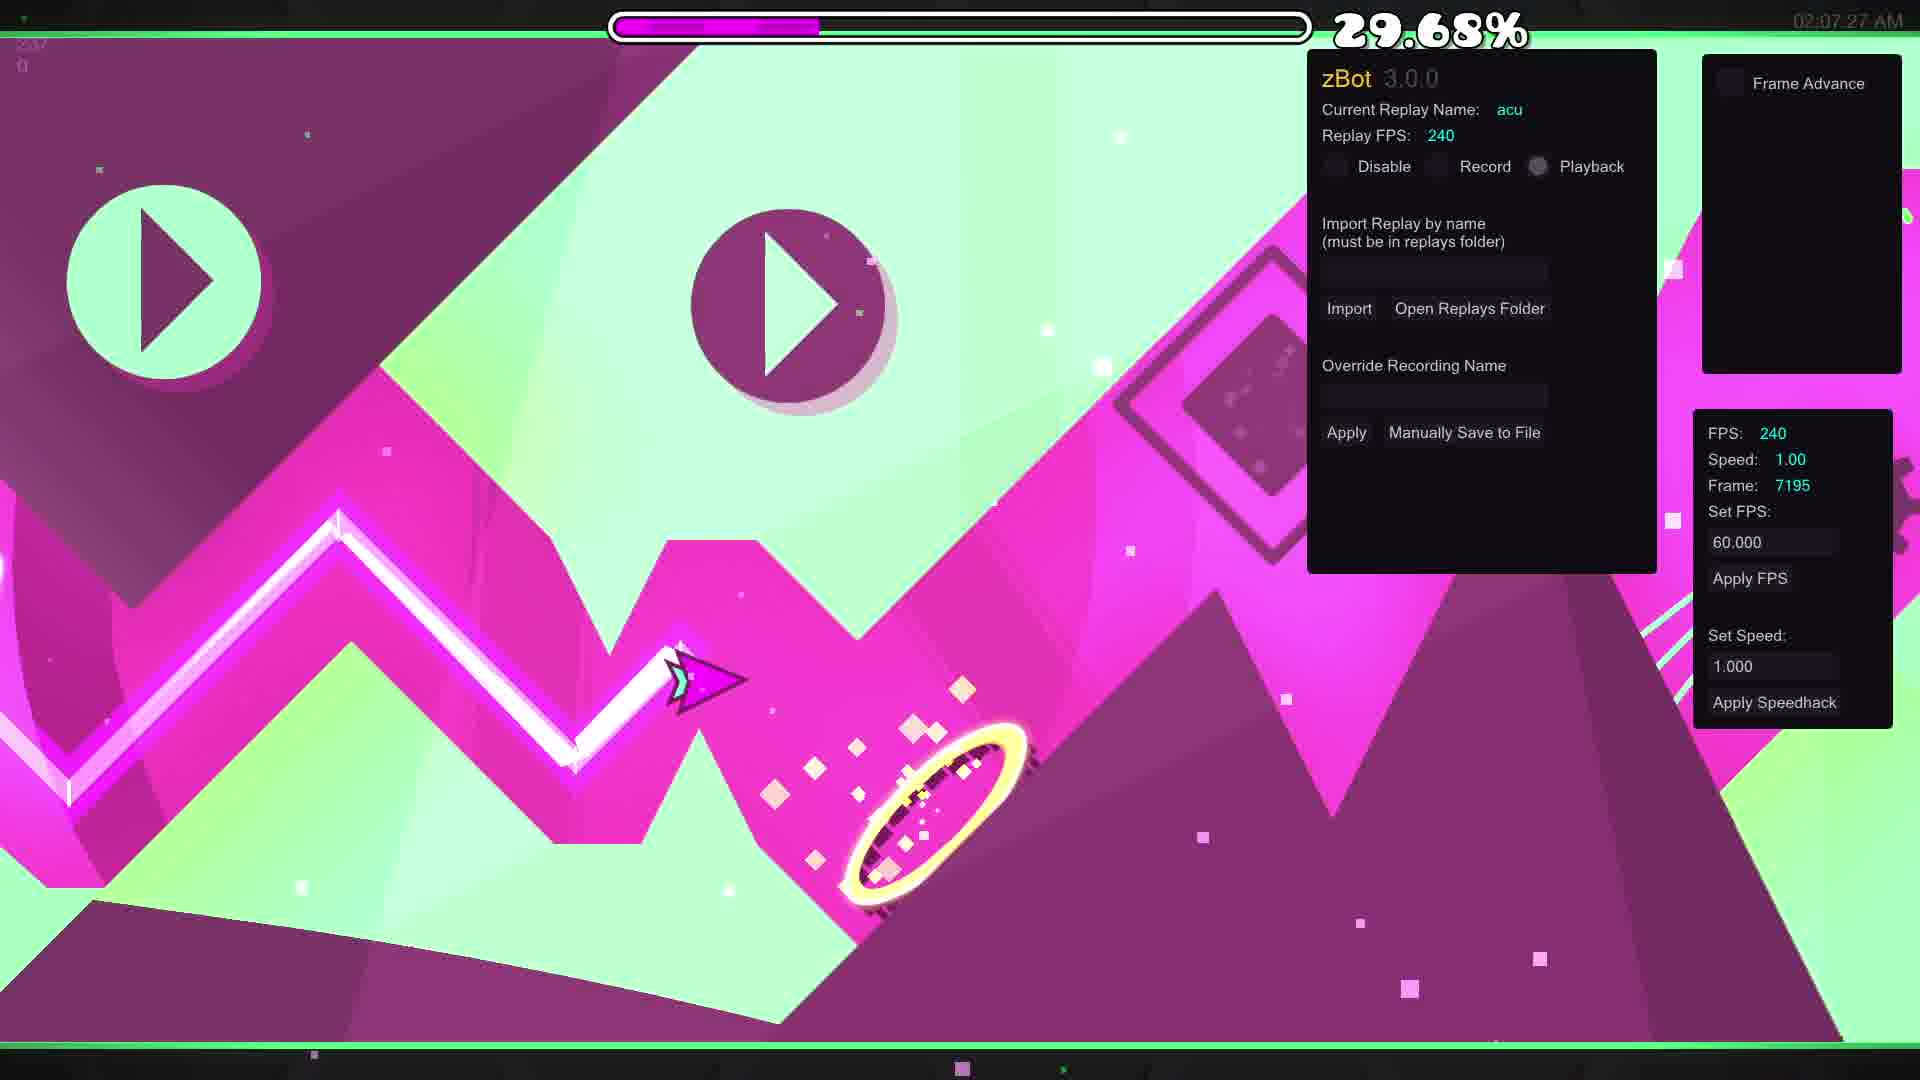 29.68%
02:07.27 AM
0
zBot 3.0.0
Current Replay Name: acu
Replay FPS: 240
Disable Record Playback
Import Replay by name
(must be in replays folder)
Import Open Replays Folder
Override Recording Name
Apply Manually Save to File
Frame Advance
FPS: 240
Speed: 1.00
Frame: 7195
Set FPS:
60.000
Apply FPS
Set Speed:
1.000
Apply Speedhack